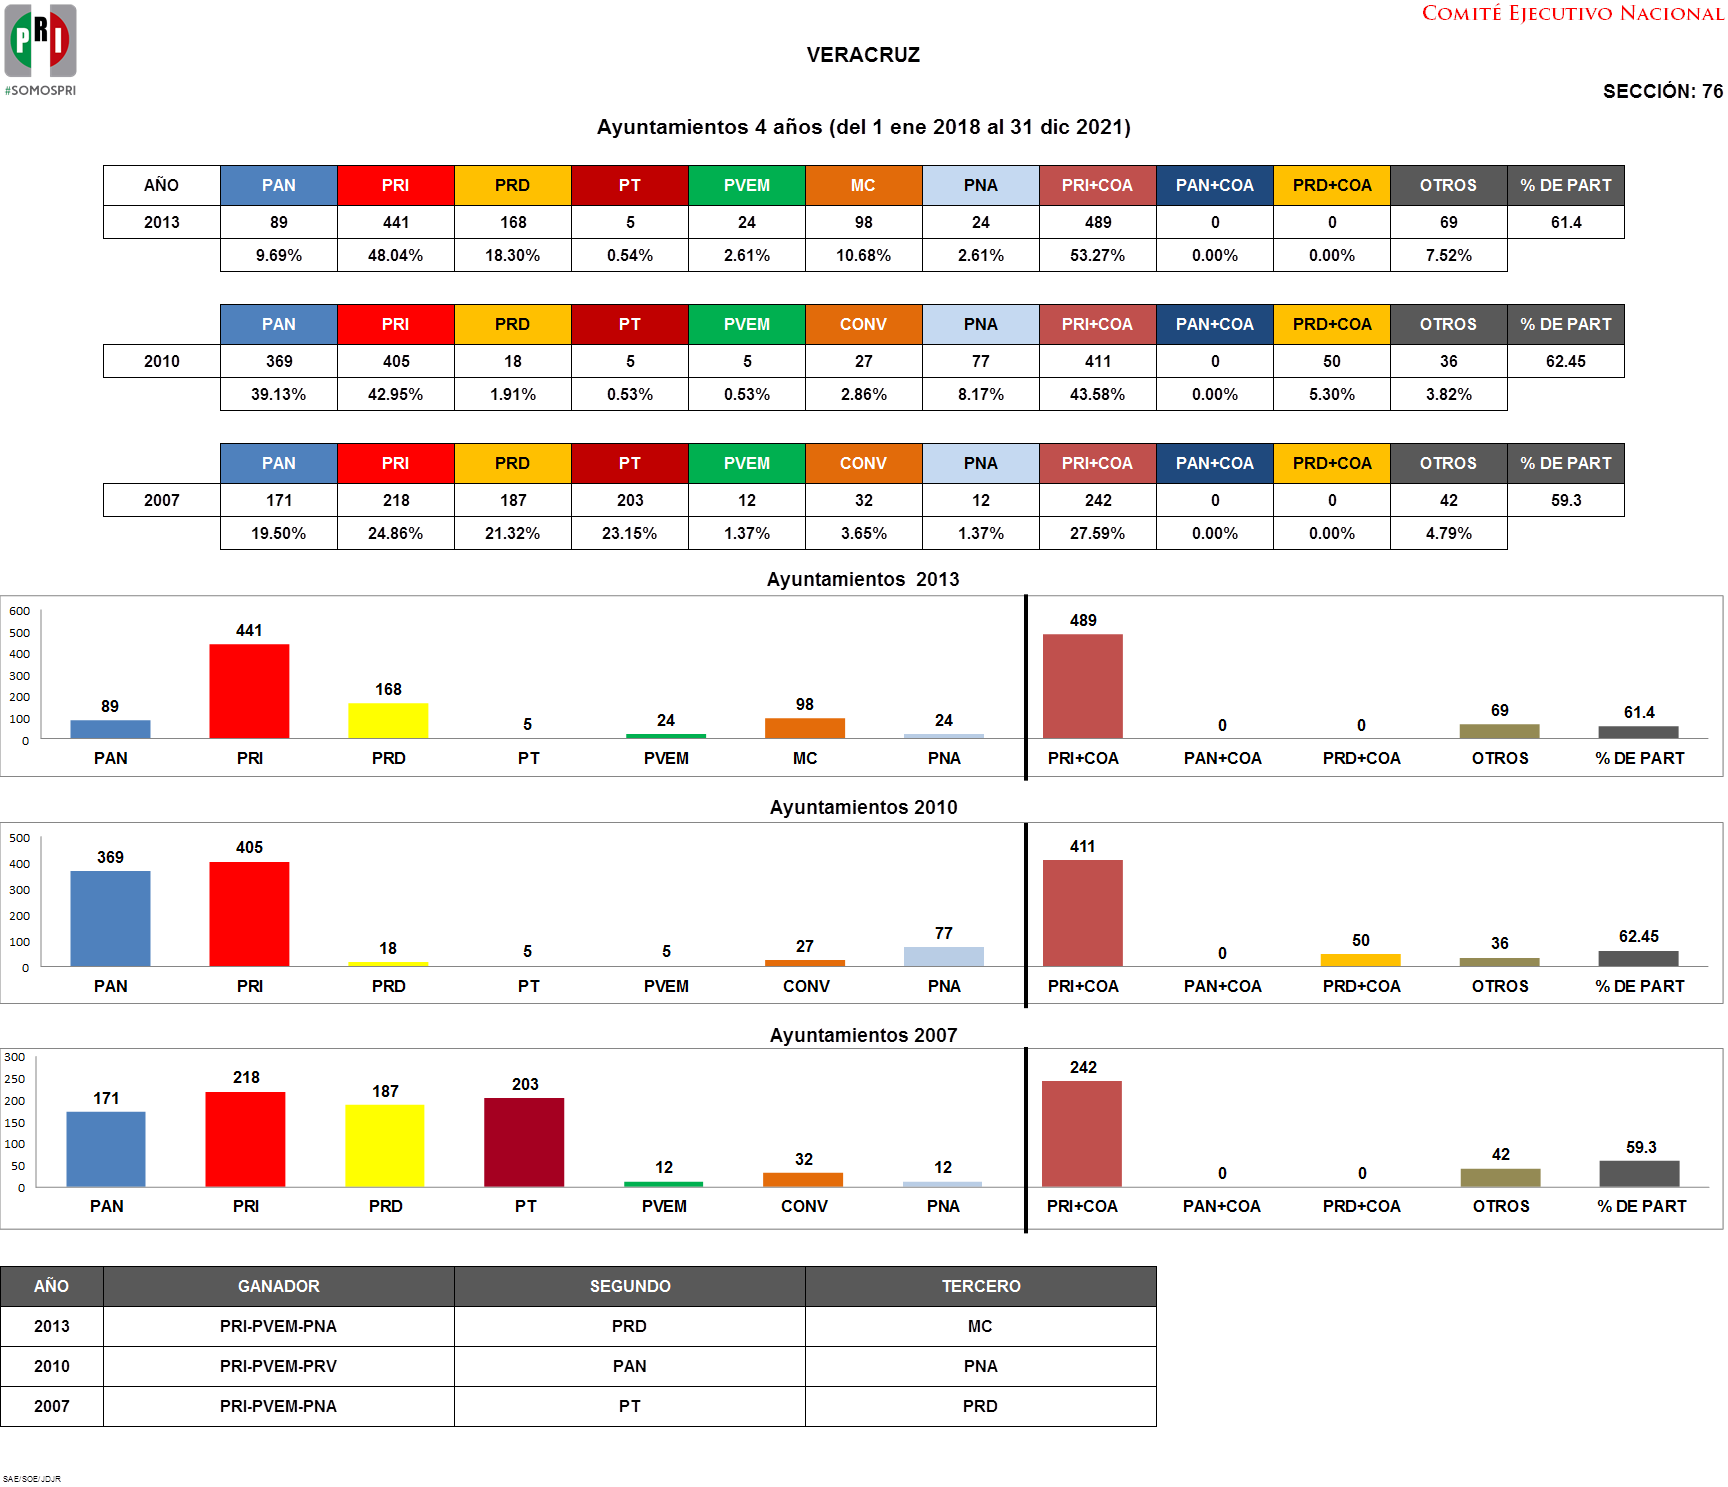 PRI
#SOMOSPRI
COMITÉ EJECUTIVO NACIONAL
VERACRUZ
SECCIÓN: 76
Ayuntamientos 4 años (del 1 ene 2018 al 31 dic 2021)
AÑO PAN PRI PRD PT PVEM MC PNA PRI+COA PAN+COA PRD+COA OTROS % DE PART
2013 89 441 168 5 24 98 24 489 0 0 69 61.4
9.69% 48.04% 18.30% 0.54% 2.61% 10.68% 2.61% 53.27% 0.00% 0.00% 7.52%
PAN PRI PRD PT PVEM CONV PNA PRI+COA PAN+COA PRD+COA OTROS % DE PART
2010 369 405 18 5 5 27 77 411 0 50 36 62.45
39.13% 42.95% 1.91% 0.53% 0.53% 2.86% 8.17% 43.58% 0.00% 5.30% 3.82%
PAN PRI PRD PT PVEM CONV PNA PRI+COA PAN+COA PRD+COA OTROS % DE PART
2007 171 218 187 203 12 32 12 242 0 0 42 59.3
19.50% 24.86% 21.32% 23.15% 1.37% 3.65% 1.37% 27.59% 0.00% 0.00% 4.79%
Ayuntamientos 2013
600
500
400
300
200
100
0
89 441 168 5 24 98 24 489 0 0 69 61.4
PAN PRI PRD PT PVEM MC PNA PRI+COA PAN+COA PRD+COA OTROS % DE PART
Ayuntamientos 2010
500
400
300
200
100
0
369 405 18 5 5 27 77 411 0 50 36 62.45
PAN PRI PRD PT PVEM CONV PNA PRI+COA PAN+COA PRD+COA OTROS % DE PART
Ayuntamientos 2007
300
250
200
150
100
50
0
171 218 187 203 12 32 12 242 0 0 42 59.3
PAN PRI PRD PT PVEM CONV PNA PRI+COA PAN+COA PRD+COA OTROS % DE PART
AÑO GANADOR SEGUNDO TERCERO
2013 PRI-PVEM-PNA PRD MC
2010 PRI-PVEM-PRV PAN PNA
2007 PRI-PVEM-PNA PT PRD
SAE/SOE/JDJR